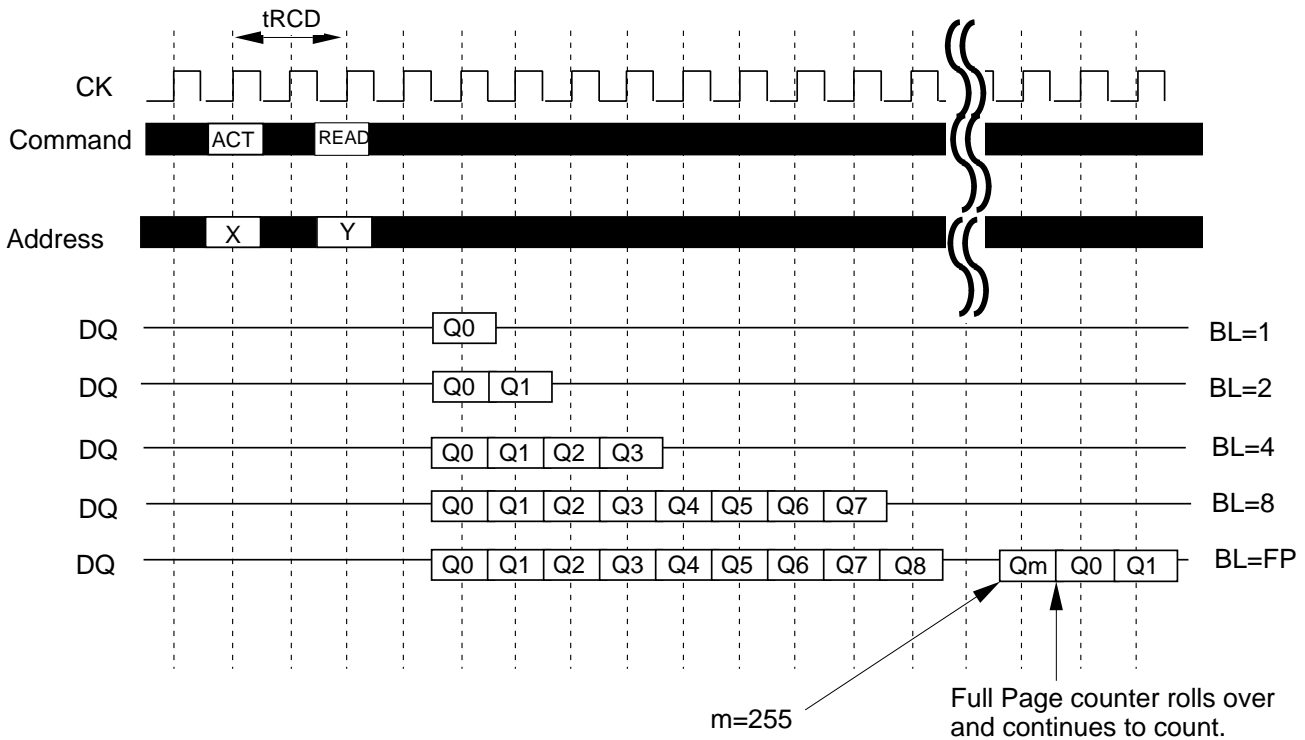 tRCD
CK
Command ACT READ
Address X Y
DQ Q0 BL=1
DQ Q0 Q1 BL=2
DQ Q0 Q1 Q2 Q3 BL=4
DQ Q0 Q1 Q2 Q3 Q4 Q5 Q6 Q7 BL=8
DQ Q0 Q1 Q2 Q3 Q4 Q5 Q6 Q7 Q8 Qm Q0 Q1 BL=FP
m=255
Full Page counter rolls over
and continues to count.